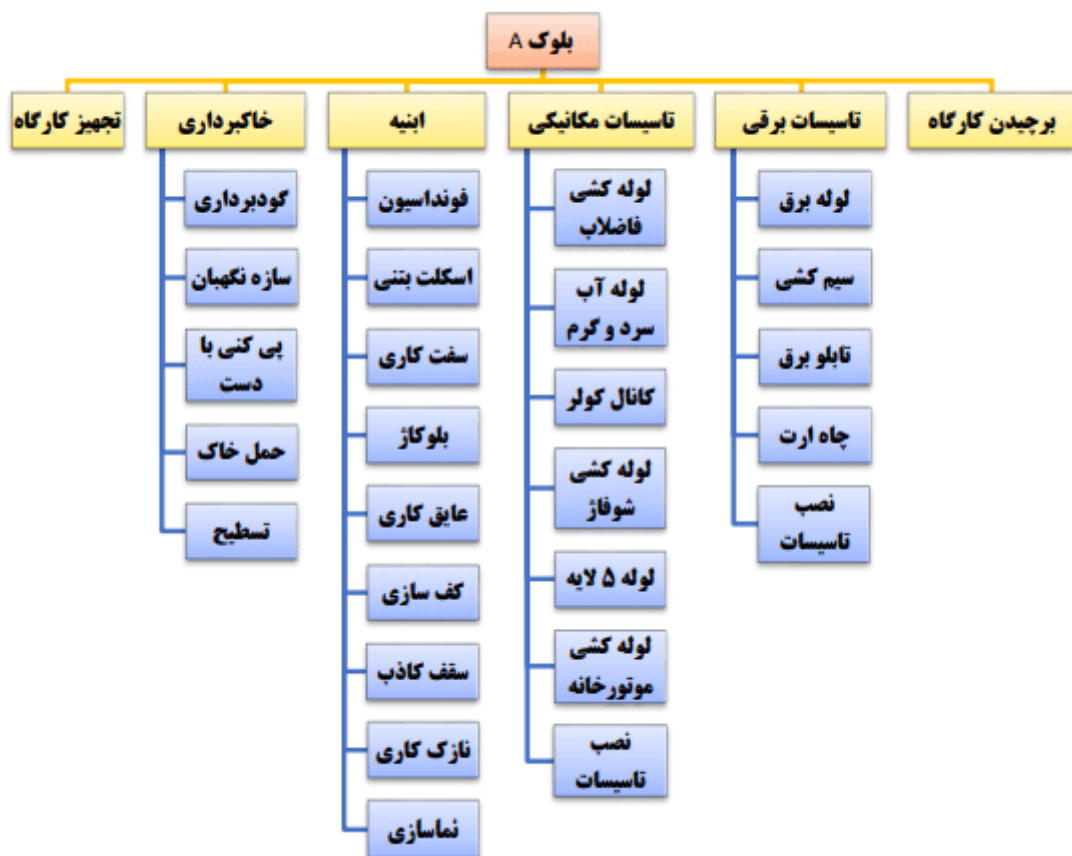 بلوک A
تجهیز کارگاه
خاکبرداری
ابنیه
تاسیسات مکانیکی
تاسیسات برقی
برچیدن کارگاه
گودبرداری
سازه نگهبان
پی کنی با
دست
حمل خاک
تسطیح
فونداسیون
اسکلت بتنی
سفت کاری
بلوکاژ
عایق کاری
کف سازی
سقف کاذب
نازک کاری
نماسازی
لوله کشی
فاضلاب
لوله آب
سرد و گرم
کانال کولر
لوله کشی
شوفاژ
لوله ۵ لایه
لوله کشی
موتورخانه
نصب
تاسیسات
لوله برق
سیم کشی
تابلو برق
چاه ارت
نصب
تاسیسات